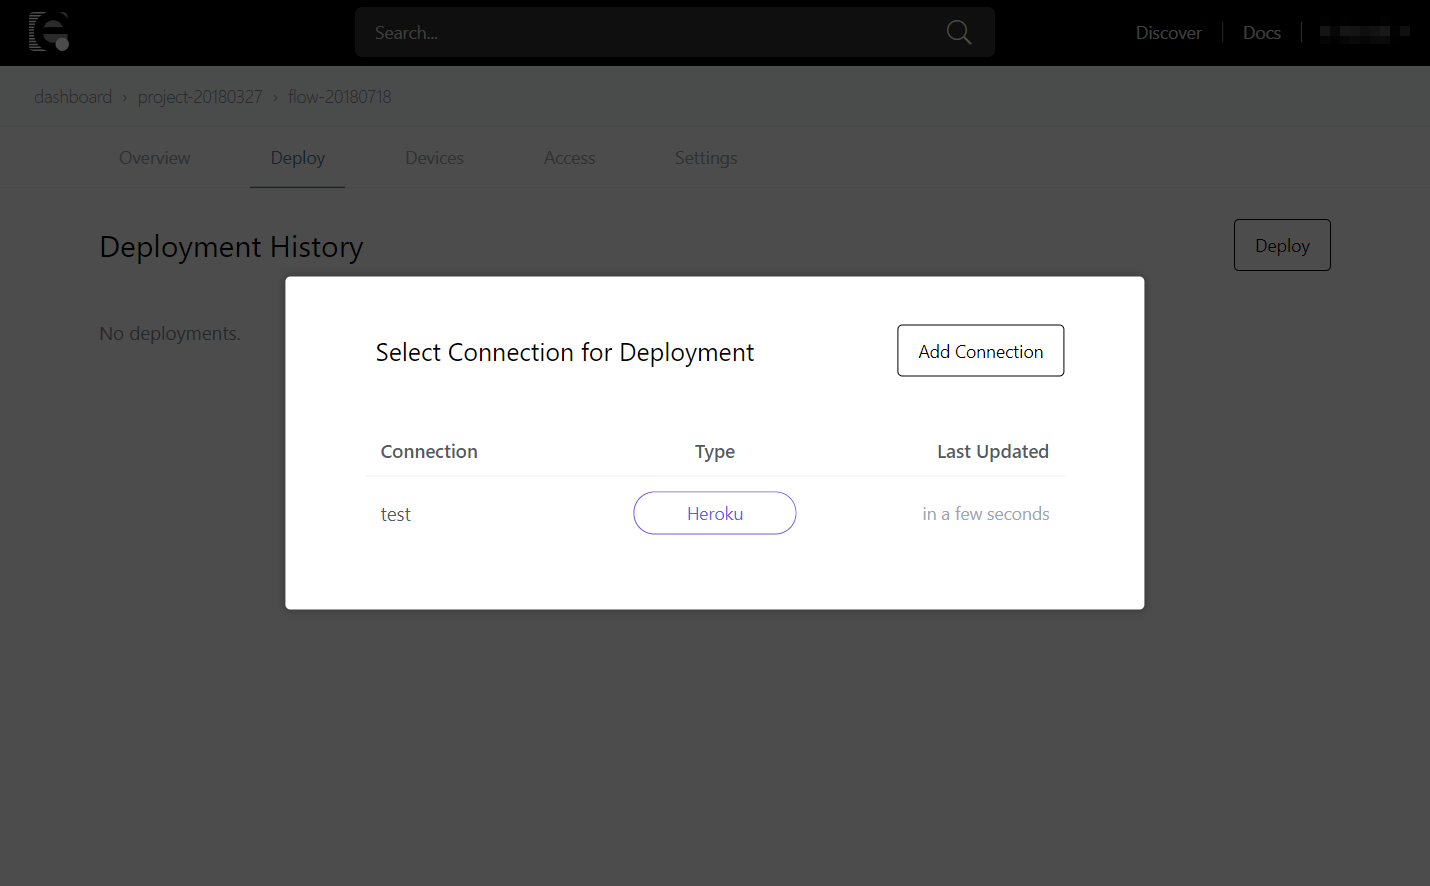 Search...
Discover
Docs
dashboard › project-20180327 › flow-20180718
Overview
Deploy
Devices
Access
Settings
Deployment History
Deploy
No deployments.
Select Connection for Deployment
Add Connection
Connection Type Last Updated
test Heroku in a few seconds